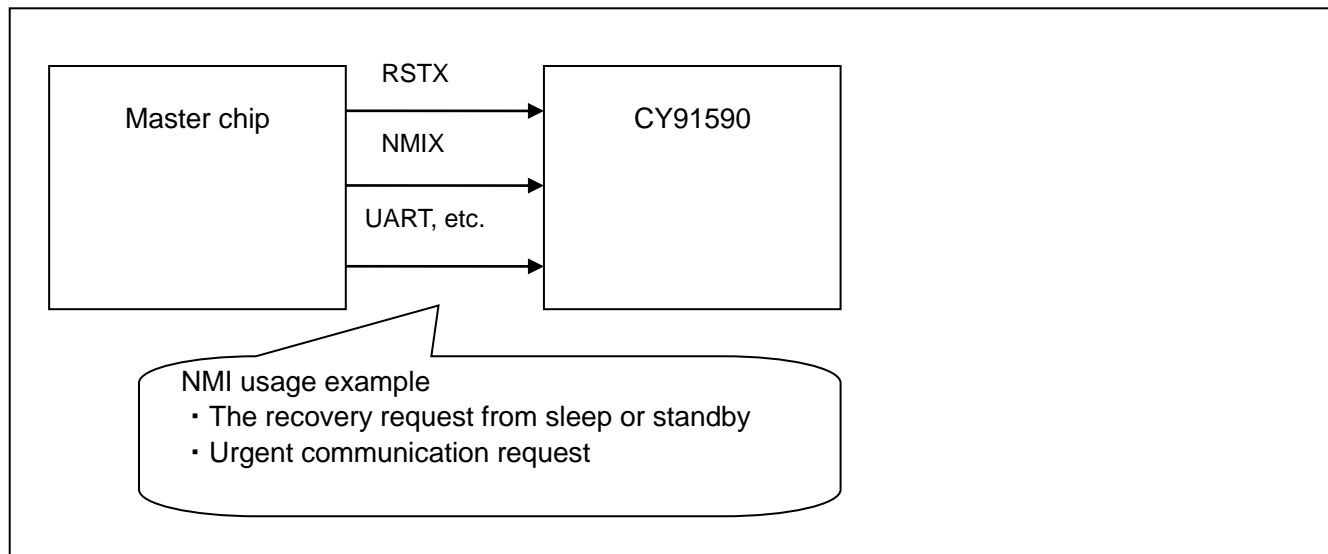 RSTX
Master chip
CY91590
NMIX
UART, etc.
NMI usage example
・The recovery request from sleep or standby
・Urgent communication request